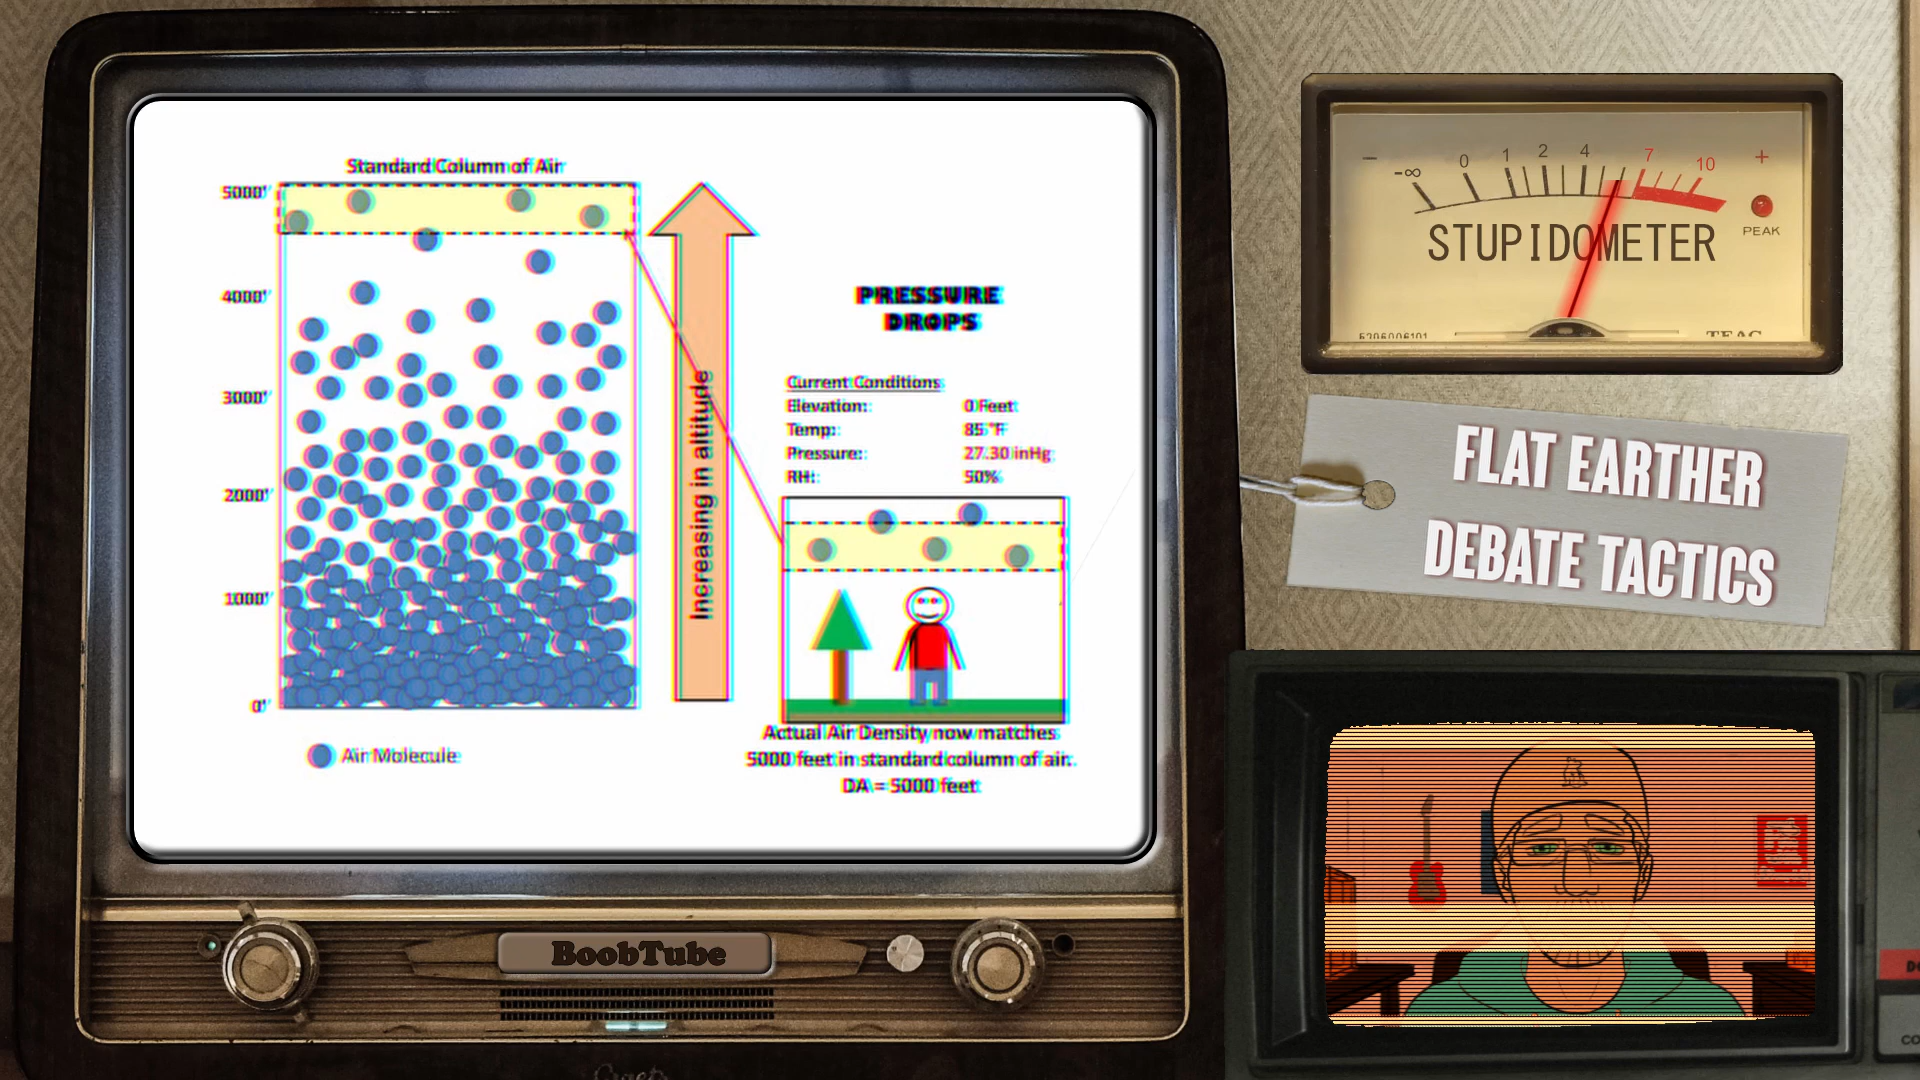 Standard Column of Air
5000'
4000'
3000'
2000'
1000'
0'
Air Molecule
Increasing in altitude
PRESSURE
DROPS
Current Conditions
Elevation: 0 Feet
Temp: 85 °F
Pressure: 27.30 inHg
RH: 50%
Actual Air Density now matches
5000 feet in standard column of air.
DA = 5000 feet
BoobTube
- +
-∞ 0 1 2 4 7 10
STUPIDOMETER
PEAK
TEAC
FLAT EARTHER
DEBATE TACTICS